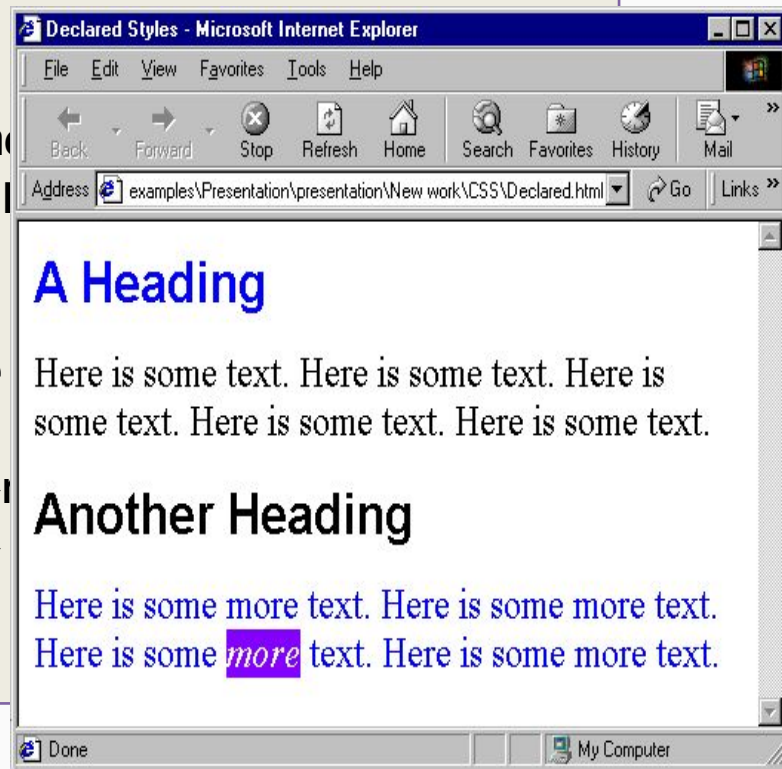 Declared Styles - Microsoft Internet Explorer
File Edit View Favorites Tools Help
Back Forward Stop Refresh Home Search Favorites History Mail »
Address examples\Presentation\presentation\New work\CSS\Declared.html Go Links »
A Heading
Here is some text. Here is some text. Here is
some text. Here is some text. Here is some text.
Another Heading
Here is some more text. Here is some more text.
Here is some more text. Here is some more text.
Done My Computer